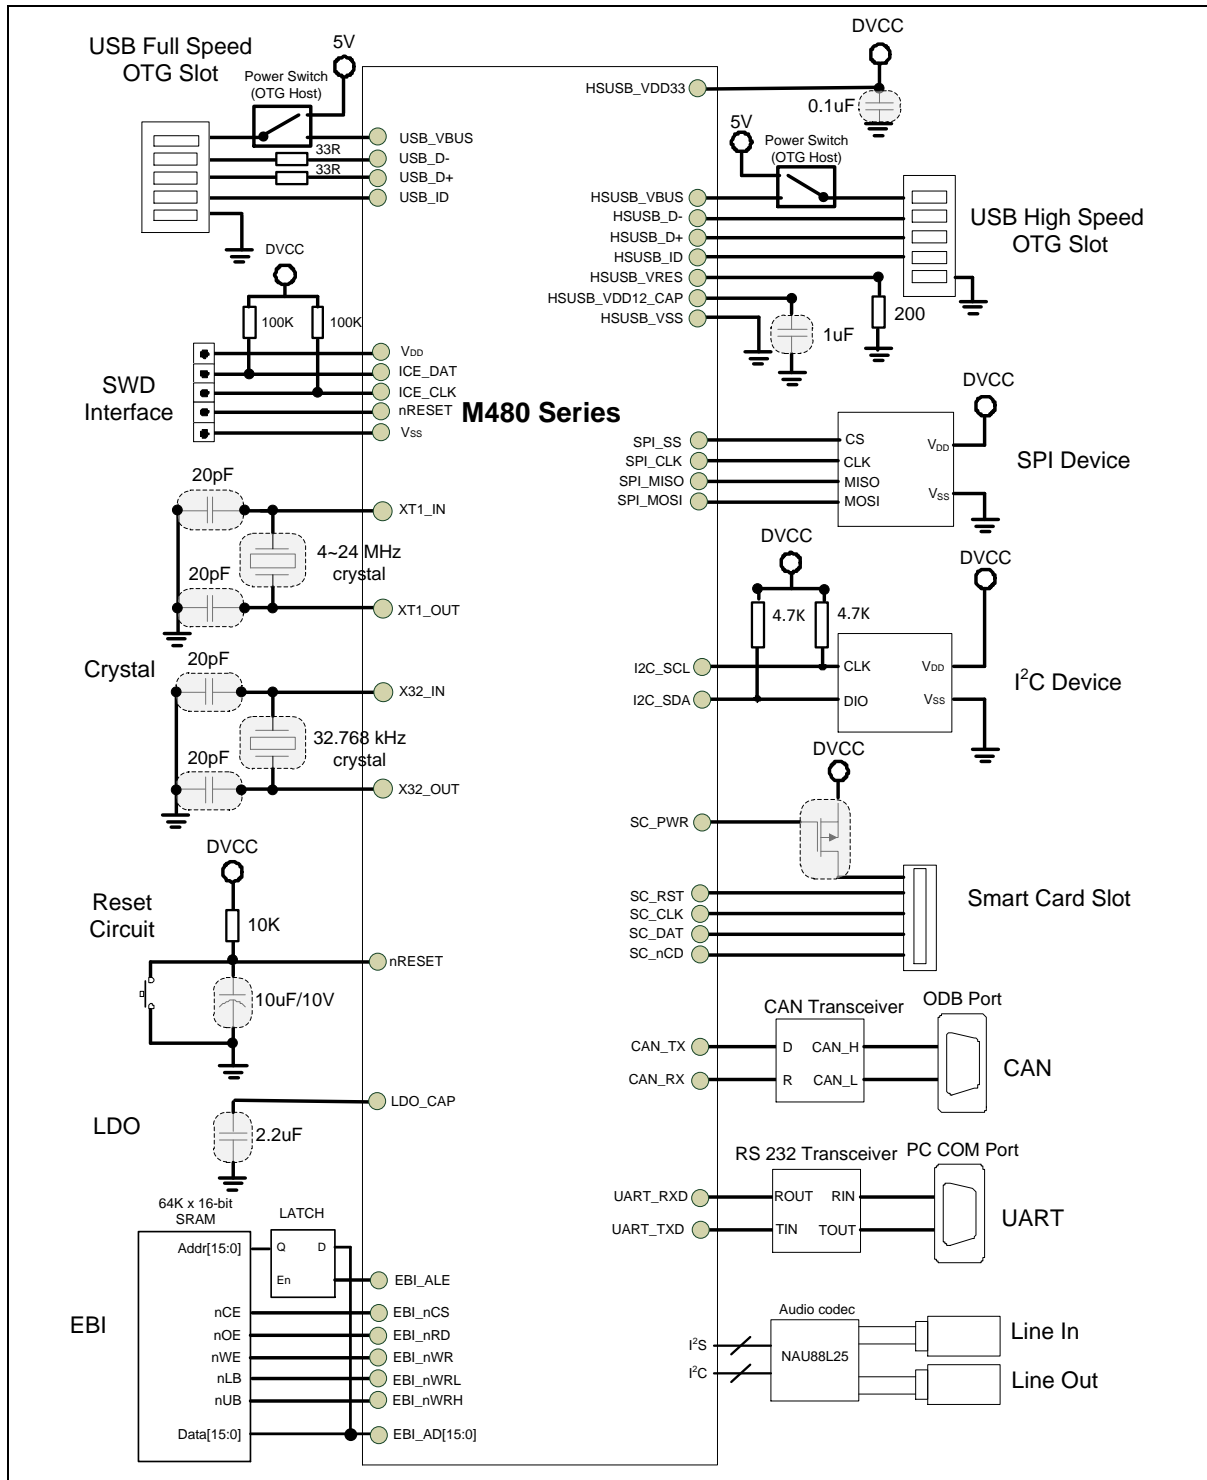 USB Full Speed
OTG Slot
5V
Power Switch
(OTG Host)
33R
33R
USB_VBUS
USB_D-
USB_D+
USB_ID
DVCC
100K
100K
SWD
Interface
VDD
ICE_DAT
ICE_CLK
nRESET
VSS
M480 Series
20pF
XT1_IN
4~24 MHz
crystal
20pF
XT1_OUT
Crystal
20pF
X32_IN
32.768 kHz
crystal
20pF
X32_OUT
DVCC
Reset
Circuit
10K
nRESET
10uF/10V
LDO
LDO_CAP
2.2uF
64K x 16-bit
SRAM
LATCH
Addr[15:0]
Q
D
En
EBI_ALE
EBI
nCE
EBI_nCS
nOE
EBI_nRD
nWE
EBI_nWR
nLB
EBI_nWRL
nUB
EBI_nWRH
Data[15:0]
EBI_AD[15:0]
DVCC
HSUSB_VDD33
0.1uF
5V
Power Switch
(OTG Host)
HSUSB_VBUS
HSUSB_D-
HSUSB_D+
HSUSB_ID
HSUSB_VRES
HSUSB_VDD12_CAP
HSUSB_VSS
USB High Speed
OTG Slot
200
1uF
DVCC
SPI_SS
CS
SPI_CLK
CLK
SPI_MISO
MISO
SPI_MOSI
MOSI
VDD
VSS
SPI Device
DVCC
4.7K
4.7K
DVCC
I2C_SCL
CLK
I2C_SDA
DIO
VDD
VSS
I²C Device
DVCC
SC_PWR
SC_RST
SC_CLK
SC_DAT
SC_nCD
Smart Card Slot
CAN Transceiver
ODB Port
CAN_TX
D
CAN_H
CAN_RX
R
CAN_L
CAN
RS 232 Transceiver
PC COM Port
UART_RXD
ROUT
RIN
UART_TXD
TIN
TOUT
UART
Audio codec
I²S
NAU88L25
I²C
Line In
Line Out